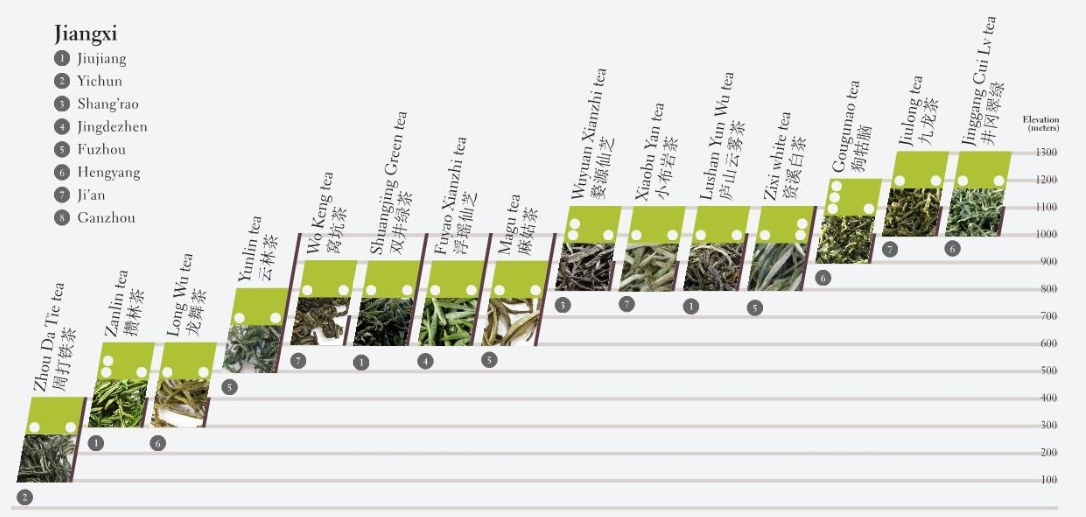 Jiangxi
1 Jiujiang
2 Yichun
3 Shang'rao
4 Jingdezhen
5 Fuzhou
6 Hengyang
7 Ji'an
8 Ganzhou
Zhou Da Tie tea
周打铁茶
2
Zanlin tea
攒林茶
1
Long Wu tea
龙舞茶
6
Yunlin tea
云林茶
5
Wo Keng tea
窝坑茶
7
Shuangjing Green tea
双井绿茶
1
Fuyao Xianzhi tea
浮瑶仙芝
4
Magu tea
麻姑茶
5
Wuyuan Xianzhi tea
婺源仙芝
3
Xiaobu Yan tea
小布岩茶
7
Lushan Yun Wu tea
庐山云雾茶
1
Zixi white tea
资溪白茶
5
Gougunao tea
狗牯脑
6
Jiulong tea
九龙茶
7
Jinggang Cui Lv tea
井冈翠绿
6
Elevation
(meters)
1300
1200
1100
1000
900
800
700
600
500
400
300
200
100